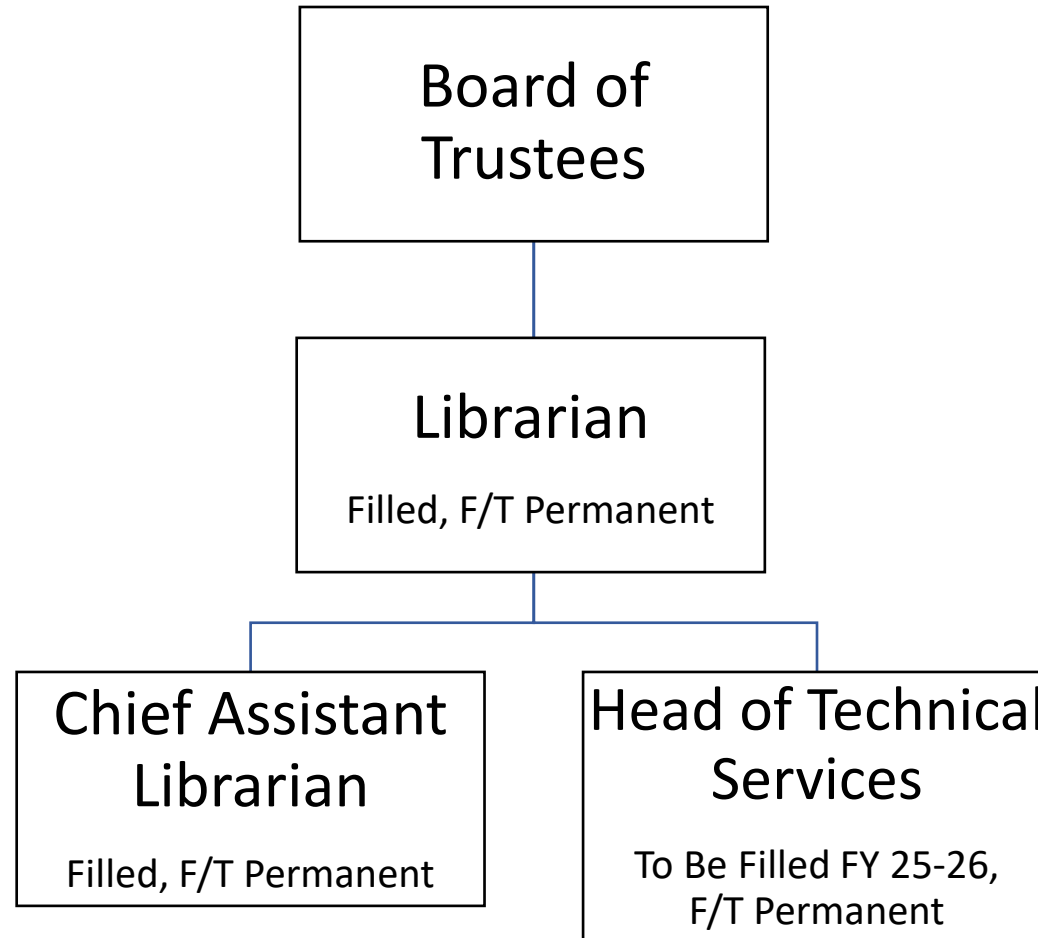 Board of
Trustees
Librarian
Filled, F/T Permanent
Chief Assistant
Librarian
Filled, F/T Permanent
Head of Technical
Services
To Be Filled FY 25-26,
F/T Permanent